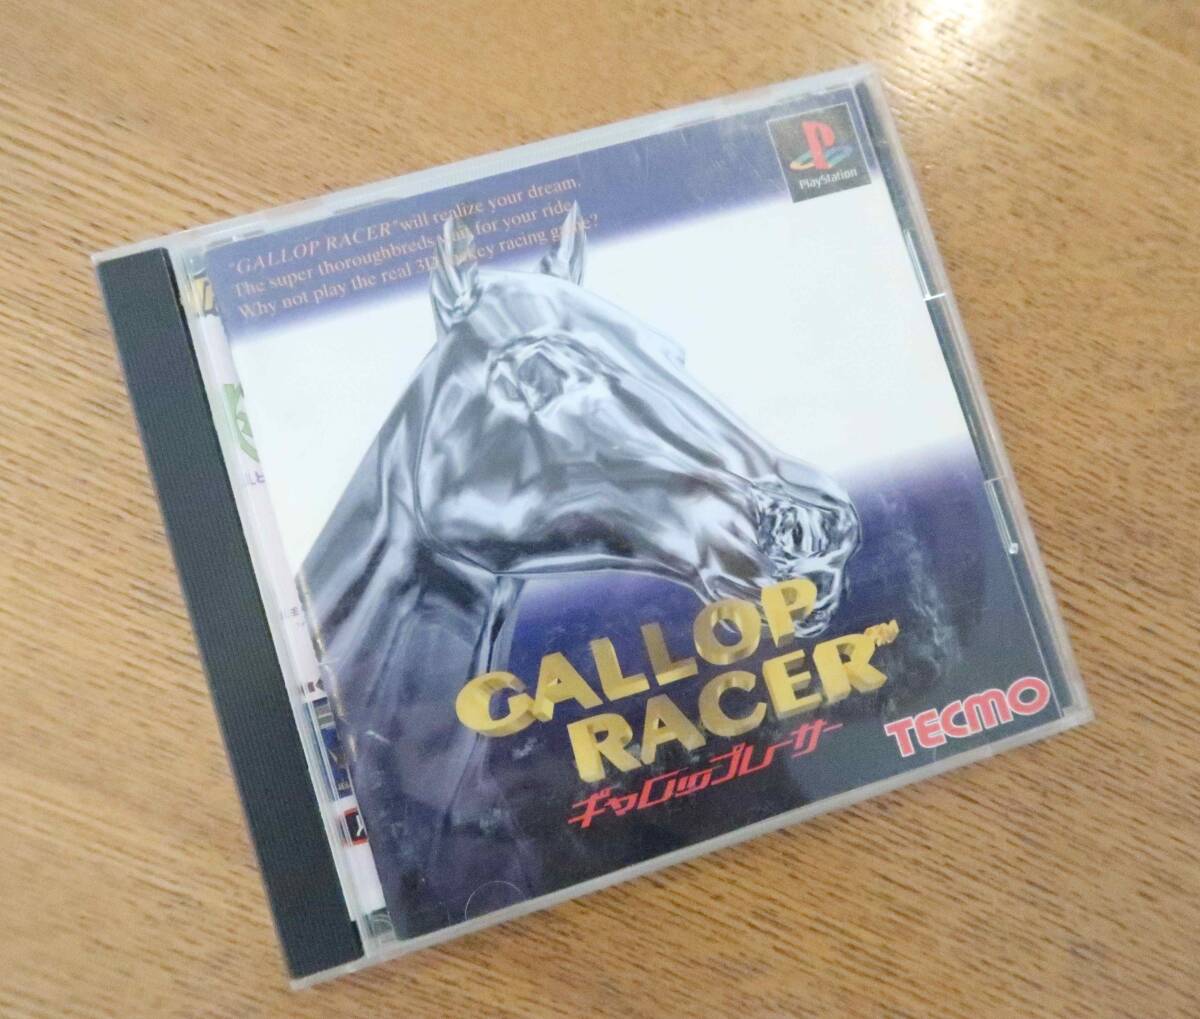 "GALLOP RACER" will realize your dream.
The super thoroughbreds wait for your ride.
Why not play the real 3D jockey racing game?
PlayStation
GALLOP
RACER™
ギャロップレーサー
TECMO